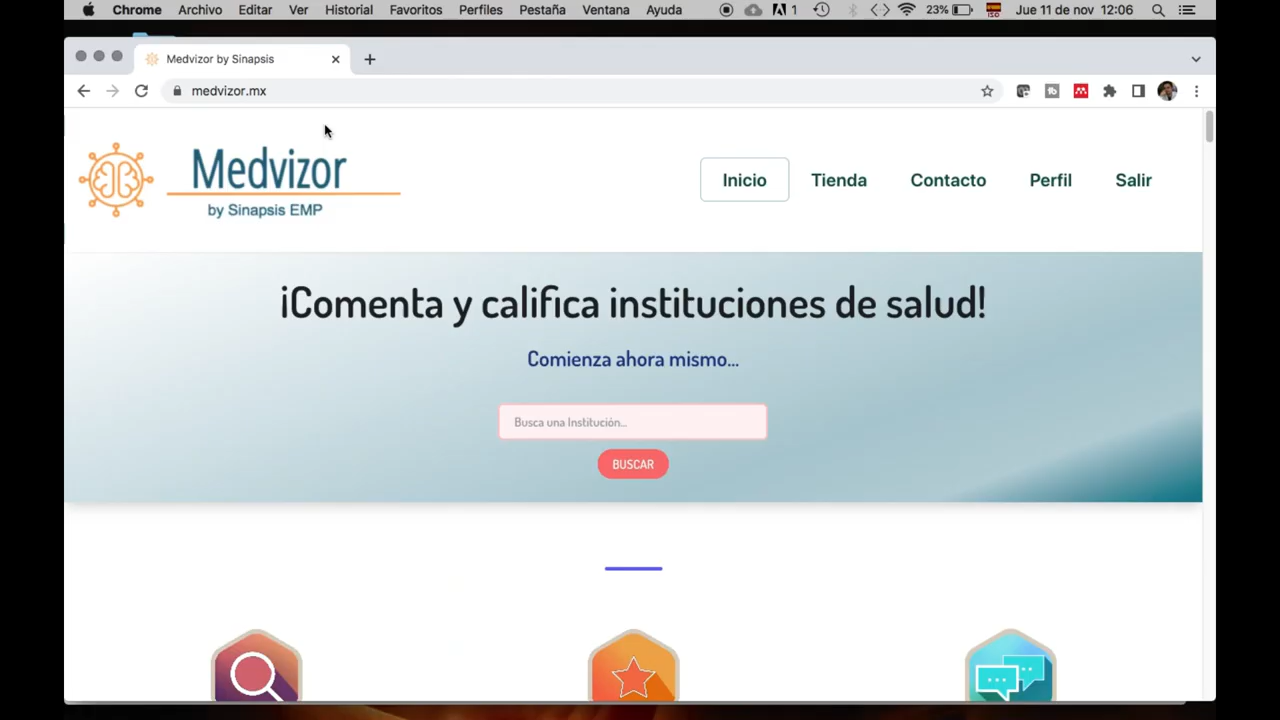 Chrome Archivo Editar Ver Historial Favoritos Perfiles Pestaña Ventana Ayuda 1 23% ISO Jue 11 de nov 12:06
Medvizor by Sinapsis
medvizor.mx
Medvizor
by Sinapsis EMP
Inicio Tienda Contacto Perfil Salir
¡Comenta y califica instituciones de salud!
Comienza ahora mismo...
Busca una Institución...
BUSCAR